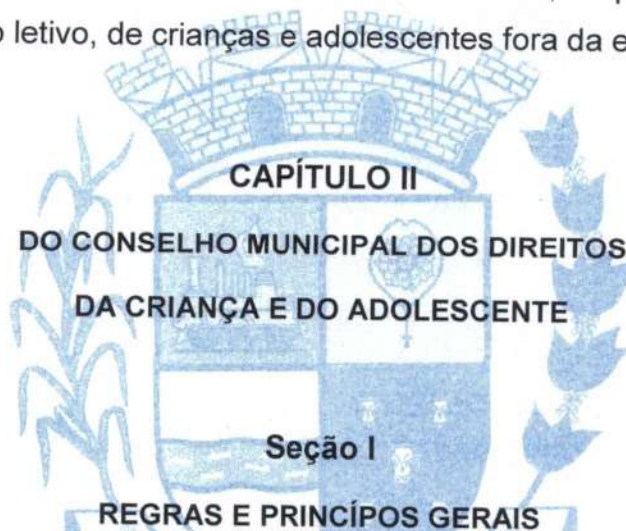 o letivo, de crianças e adolescentes fora da e
CAPÍTULO II
DO CONSELHO MUNICIPAL DOS DIREITOS
DA CRIANÇA E DO ADOLESCENTE
Seção I
REGRAS E PRINCÍPOS GERAIS